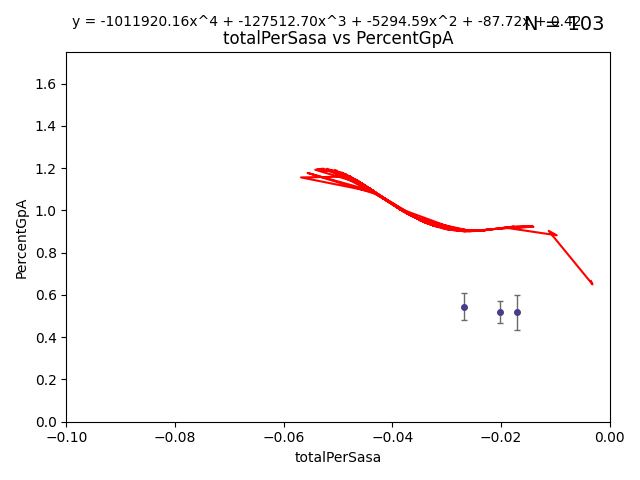 y = -1011920.16x^4 + -127512.70x^3 + -5294.59x^2 + -87.72x + 0.42
N = 103
totalPerSasa vs PercentGpA
PercentGpA
1.6
1.4
1.2
1.0
0.8
0.6
0.4
0.2
0.0
−0.10 −0.08 −0.06 −0.04 −0.02 0.00
totalPerSasa